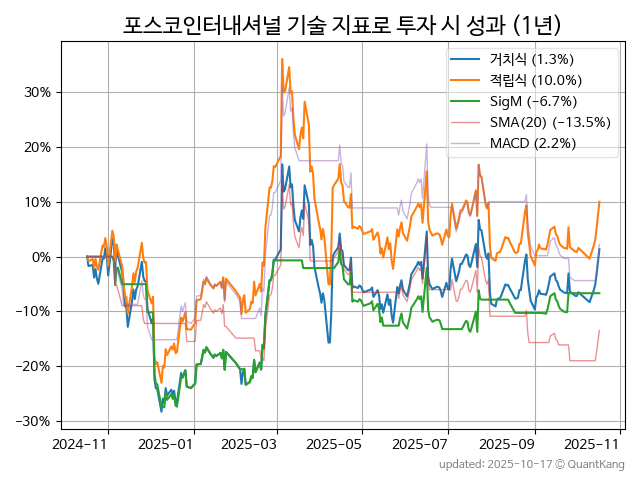 포스코인터내셔널 기술 지표로 투자 시 성과 (1년)
거치식 (1.3%)
적립식 (10.0%)
SigM (−6.7%)
SMA(20) (−13.5%)
MACD (2.2%)
30%
20%
10%
0%
−10%
−20%
−30%
2024-11
2025-01
2025-03
2025-05
2025-07
2025-09
2025-11
updated: 2025-10-17 ⓒ QuantKang